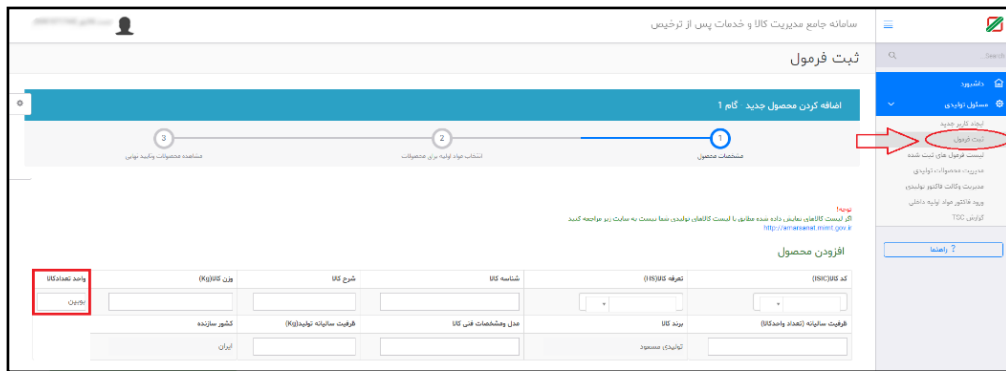 سامانه جامع مدیریت کالا و خدمات پس از ترخیص
ثبت فرمول
Search...
داشبورد
مسئول تولیدی
ایجاد کاربر جدید
ثبت فرمول
لیست فرمول های ثبت شده
مدیریت محصولات تولیدی
مدیریت وکالت فاکتور تولیدی
ورود فاکتور مواد اولیه داخلی
گزارش TSC
راهنما ?
اضافه کردن محصول جدید گام 1
1 2 3
مشخصات محصول انتخاب مواد اولیه برای محصولات مشاهده محصولات وتایید نهایی
توجه!
اگر لیست کالاهای نمایش داده شده مطابق با لیست کالاهای تولیدی شما نیست به سایت زیر مراجعه کنید
http://amarsanat.mimt.gov.ir
افزودن محصول
کد کالا(ISIC) تعرفه کالا(HS) شناسه کالا شرح کالا وزن کالا(Kg) واحد تعدادکالا
بوبین
ظرفیت سالیانه (تعداد واحدکالا) برند کالا مدل ومشخصات فنی کالا ظرفیت سالیانه تولید(Kg) کشور سازنده
تولیدی مسعود ایران